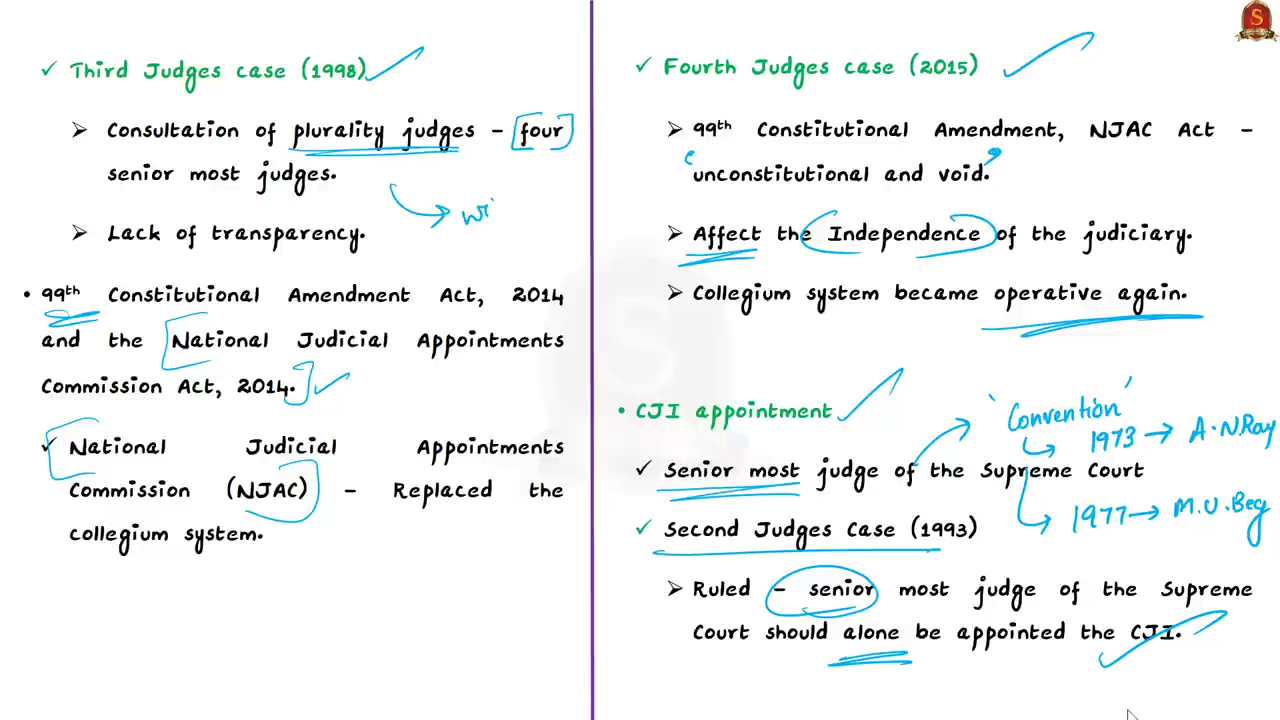 ✓ Third Judges case (1998)
➢ Consultation of plurality judges - four
senior most judges.
wi
➢ Lack of transparency.
• 99th Constitutional Amendment Act, 2014
and the National Judicial Appointments
Commission Act, 2014.
✓ National Judicial Appointments
Commission (NJAC) - Replaced the
collegium system.
S
✓ Fourth Judges case (2015)
➢ 99th Constitutional Amendment, NJAC Act -
unconstitutional and void.
➢ Affect the Independence of the judiciary.
➢ Collegium system became operative again.
• CJI appointment
'Convention'
1973 → A.N Ray
✓ Senior most judge of the Supreme Court
1977 → M.U.Beg
✓ Second Judges Case (1993)
➢ Ruled - senior most judge of the Supreme
Court should alone be appointed the CJI.